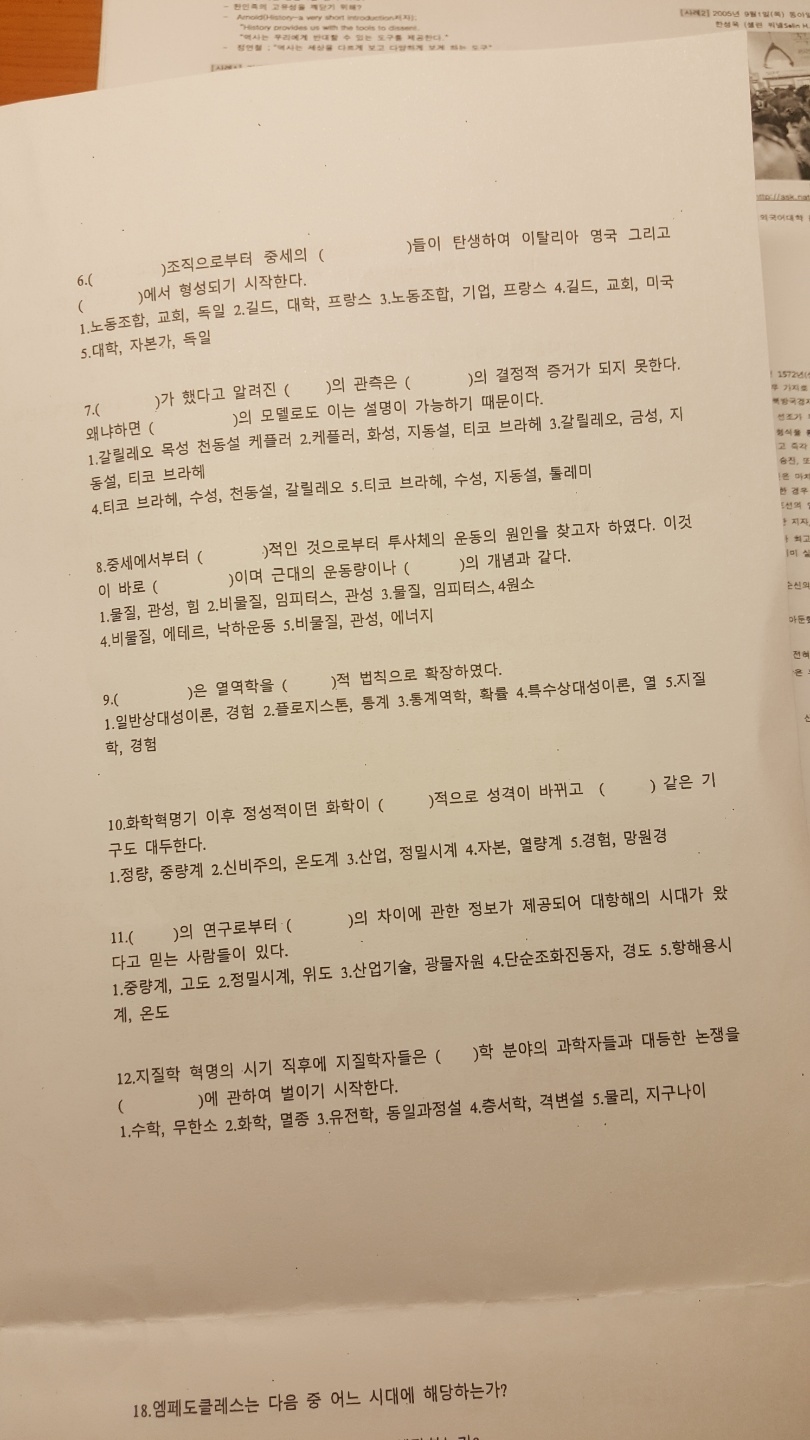 - 한민족의 고유성을 깨닫기 위해?
- Arnold(History-a very short introduction저자);
"History provides us with the tools to dissent.
"역사는 우리에게 반대할 수 있는 도구를 제공한다."
"역사는 세상을 다르게 보고 다양하게 보게 하는 도구"
[사례2] 2005년 9월1일(목)
6.( )조직으로부터 중세의 ( )들이 탄생하여 이탈리아 영국 그리고
( )에서 형성되기 시작한다.
1.노동조합, 교회, 독일 2.길드, 대학, 프랑스 3.노동조합, 기업, 프랑스 4.길드, 교회, 미국
5.대학, 자본가, 독일
7.( )가 했다고 알려진 ( )의 관측은 ( )의 결정적 증거가 되지 못한다.
왜냐하면 ( )의 모델로도 이는 설명이 가능하기 때문이다.
1.갈릴레오 목성 천동설 케플러 2.케플러, 화성, 지동설, 티코 브라헤 3.갈릴레오, 금성, 지
동설, 티코 브라헤
4.티코 브라헤, 수성, 천동설, 갈릴레오 5.티코 브라헤, 수성, 지동설, 툴레미
8.중세에서부터 ( )적인 것으로부터 투사체의 운동의 원인을 찾고자 하였다. 이것
이 바로 ( )이며 근대의 운동량이나 ( )의 개념과 같다.
1.물질, 관성, 힘 2.비물질, 임피터스, 관성 3.물질, 임피터스, 4원소
4.비물질, 에테르, 낙하운동 5.비물질, 관성, 에너지
9.( )은 열역학을 ( )적 법칙으로 확장하였다.
1.일반상대성이론, 경험 2.플로지스톤, 통계 3.통계역학, 확률 4.특수상대성이론, 열 5.지질
학, 경험
10.화학혁명기 이후 정성적이던 화학이 ( )적으로 성격이 바뀌고 ( ) 같은 기
구도 대두한다.
1.정량, 중량계 2.신비주의, 온도계 3.산업, 정밀시계 4.자본, 열량계 5.경험, 망원경
11.( )의 연구로부터 ( )의 차이에 관한 정보가 제공되어 대항해의 시대가 왔
다고 믿는 사람들이 있다.
1.중량계, 고도 2.정밀시계, 위도 3.산업기술, 광물자원 4.단순조화진동자, 경도 5.항해용시
계, 온도
12.지질학 혁명의 시기 직후에 지질학자들은 ( )학 분야의 과학자들과 대등한 논쟁을
( )에 관하여 벌이기 시작한다.
1.수학, 무한소 2.화학, 멸종 3.유전학, 동일과정설 4.층서학, 격변설 5.물리, 지구나이
18.엠페도클레스는 다음 중 어느 시대에 해당하는가?